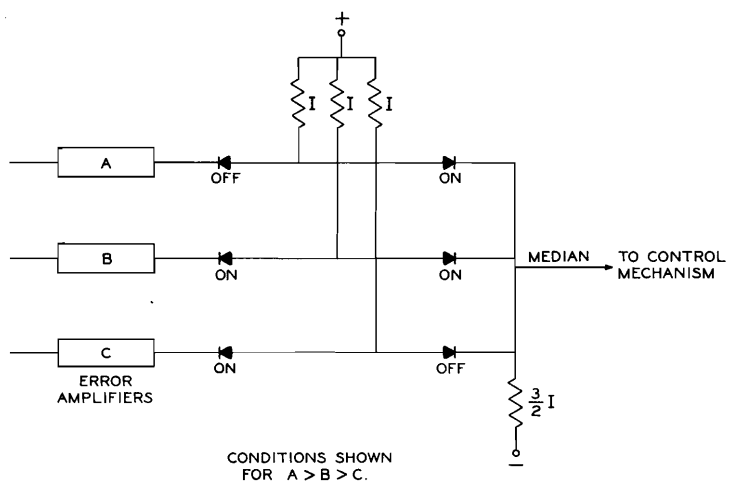 +
I I I
A
OFF
ON
B
ON
ON
MEDIAN
TO CONTROL
MECHANISM
C
ON
OFF
ERROR
AMPLIFIERS
3/2 I
−
CONDITIONS SHOWN
FOR A > B > C.